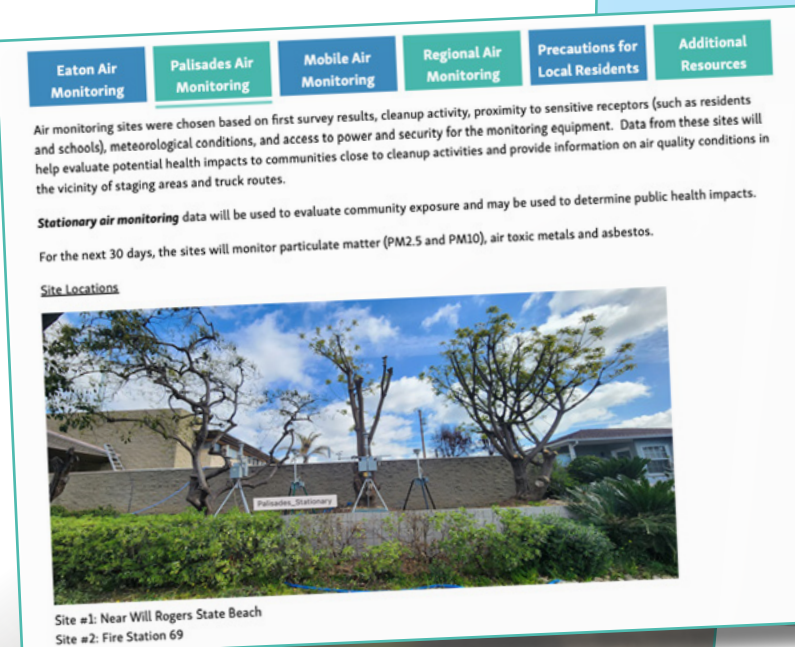 Eaton Air
Monitoring
Palisades Air
Monitoring
Mobile Air
Monitoring
Regional Air
Monitoring
Precautions for
Local Residents
Additional
Resources
Air monitoring sites were chosen based on first survey results, cleanup activity, proximity to sensitive receptors (such as residents
and schools), meteorological conditions, and access to power and security for the monitoring equipment. Data from these sites will
help evaluate potential health impacts to communities close to cleanup activities and provide information on air quality conditions in
the vicinity of staging areas and truck routes.
Stationary air monitoring data will be used to evaluate community exposure and may be used to determine public health impacts.
For the next 30 days, the sites will monitor particulate matter (PM2.5 and PM10), air toxic metals and asbestos.
Site Locations
Palisades_Stationary
Site #1: Near Will Rogers State Beach
Site #2: Fire Station 69